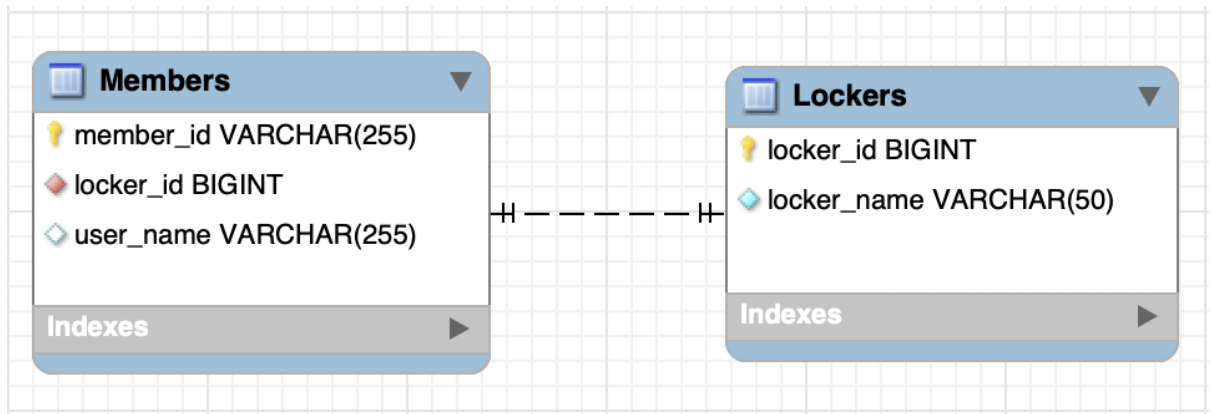 Members
member_id VARCHAR(255)
locker_id BIGINT
user_name VARCHAR(255)
Indexes
Lockers
locker_id BIGINT
locker_name VARCHAR(50)
Indexes